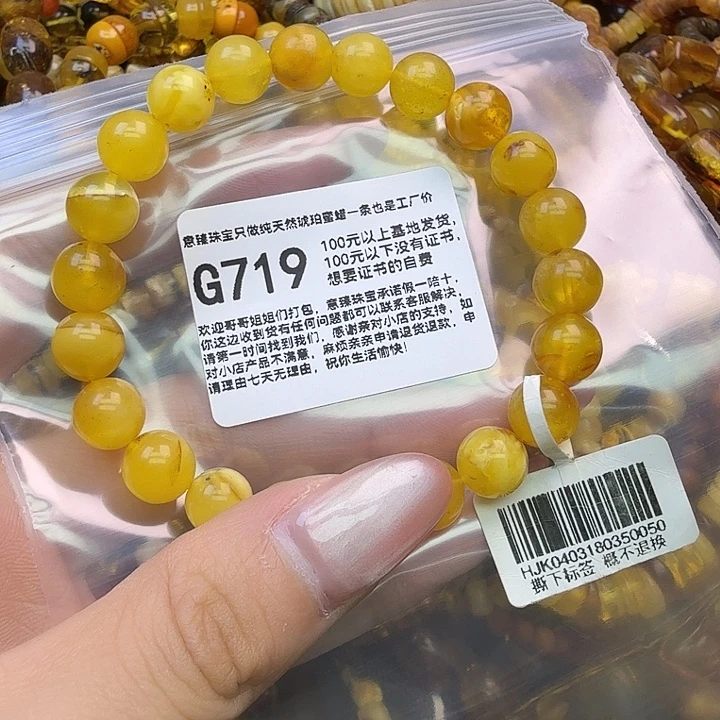 意臻珠宝只做纯天然琥珀蜜蜡一条也是工厂价
G719
100元以上基地发货,
100元以下没有证书,
想要证书的自费
欢迎哥哥姐姐们打包，意臻珠宝承诺假一赔十，
你这边收到货有任何问题都可以联系客服解决，
请第一时间找到我们，感谢亲对小店的支持，如
对小店产品不满意，麻烦亲亲申请退货退款，申
请理由七天无理由，祝你生活愉快！
HJK0403180350050
撕下标签 概不退换